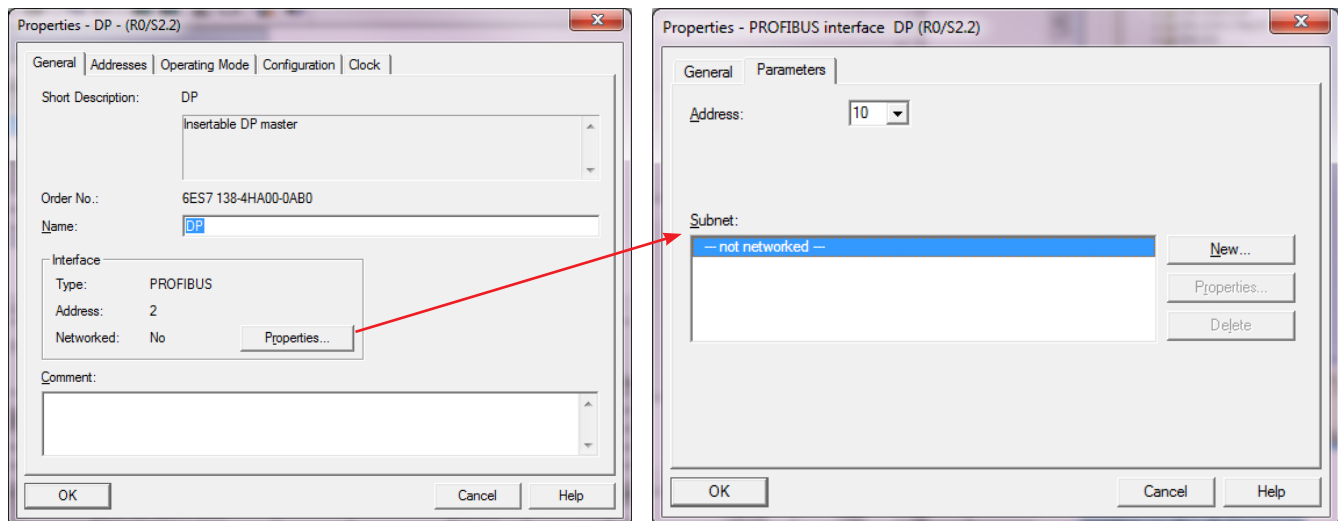 Properties - DP - (R0/S2.2)
General Addresses Operating Mode Configuration Clock
Short Description: DP
Insertable DP master
Order No.: 6ES7 138-4HA00-0AB0
Name: DP
Interface
Type: PROFIBUS
Address: 2
Networked: No Properties...
Comment:
OK Cancel Help
Properties - PROFIBUS interface DP (R0/S2.2)
General Parameters
Address: 10
Subnet:
--- not networked ---
New...
Properties...
Delete
OK Cancel Help